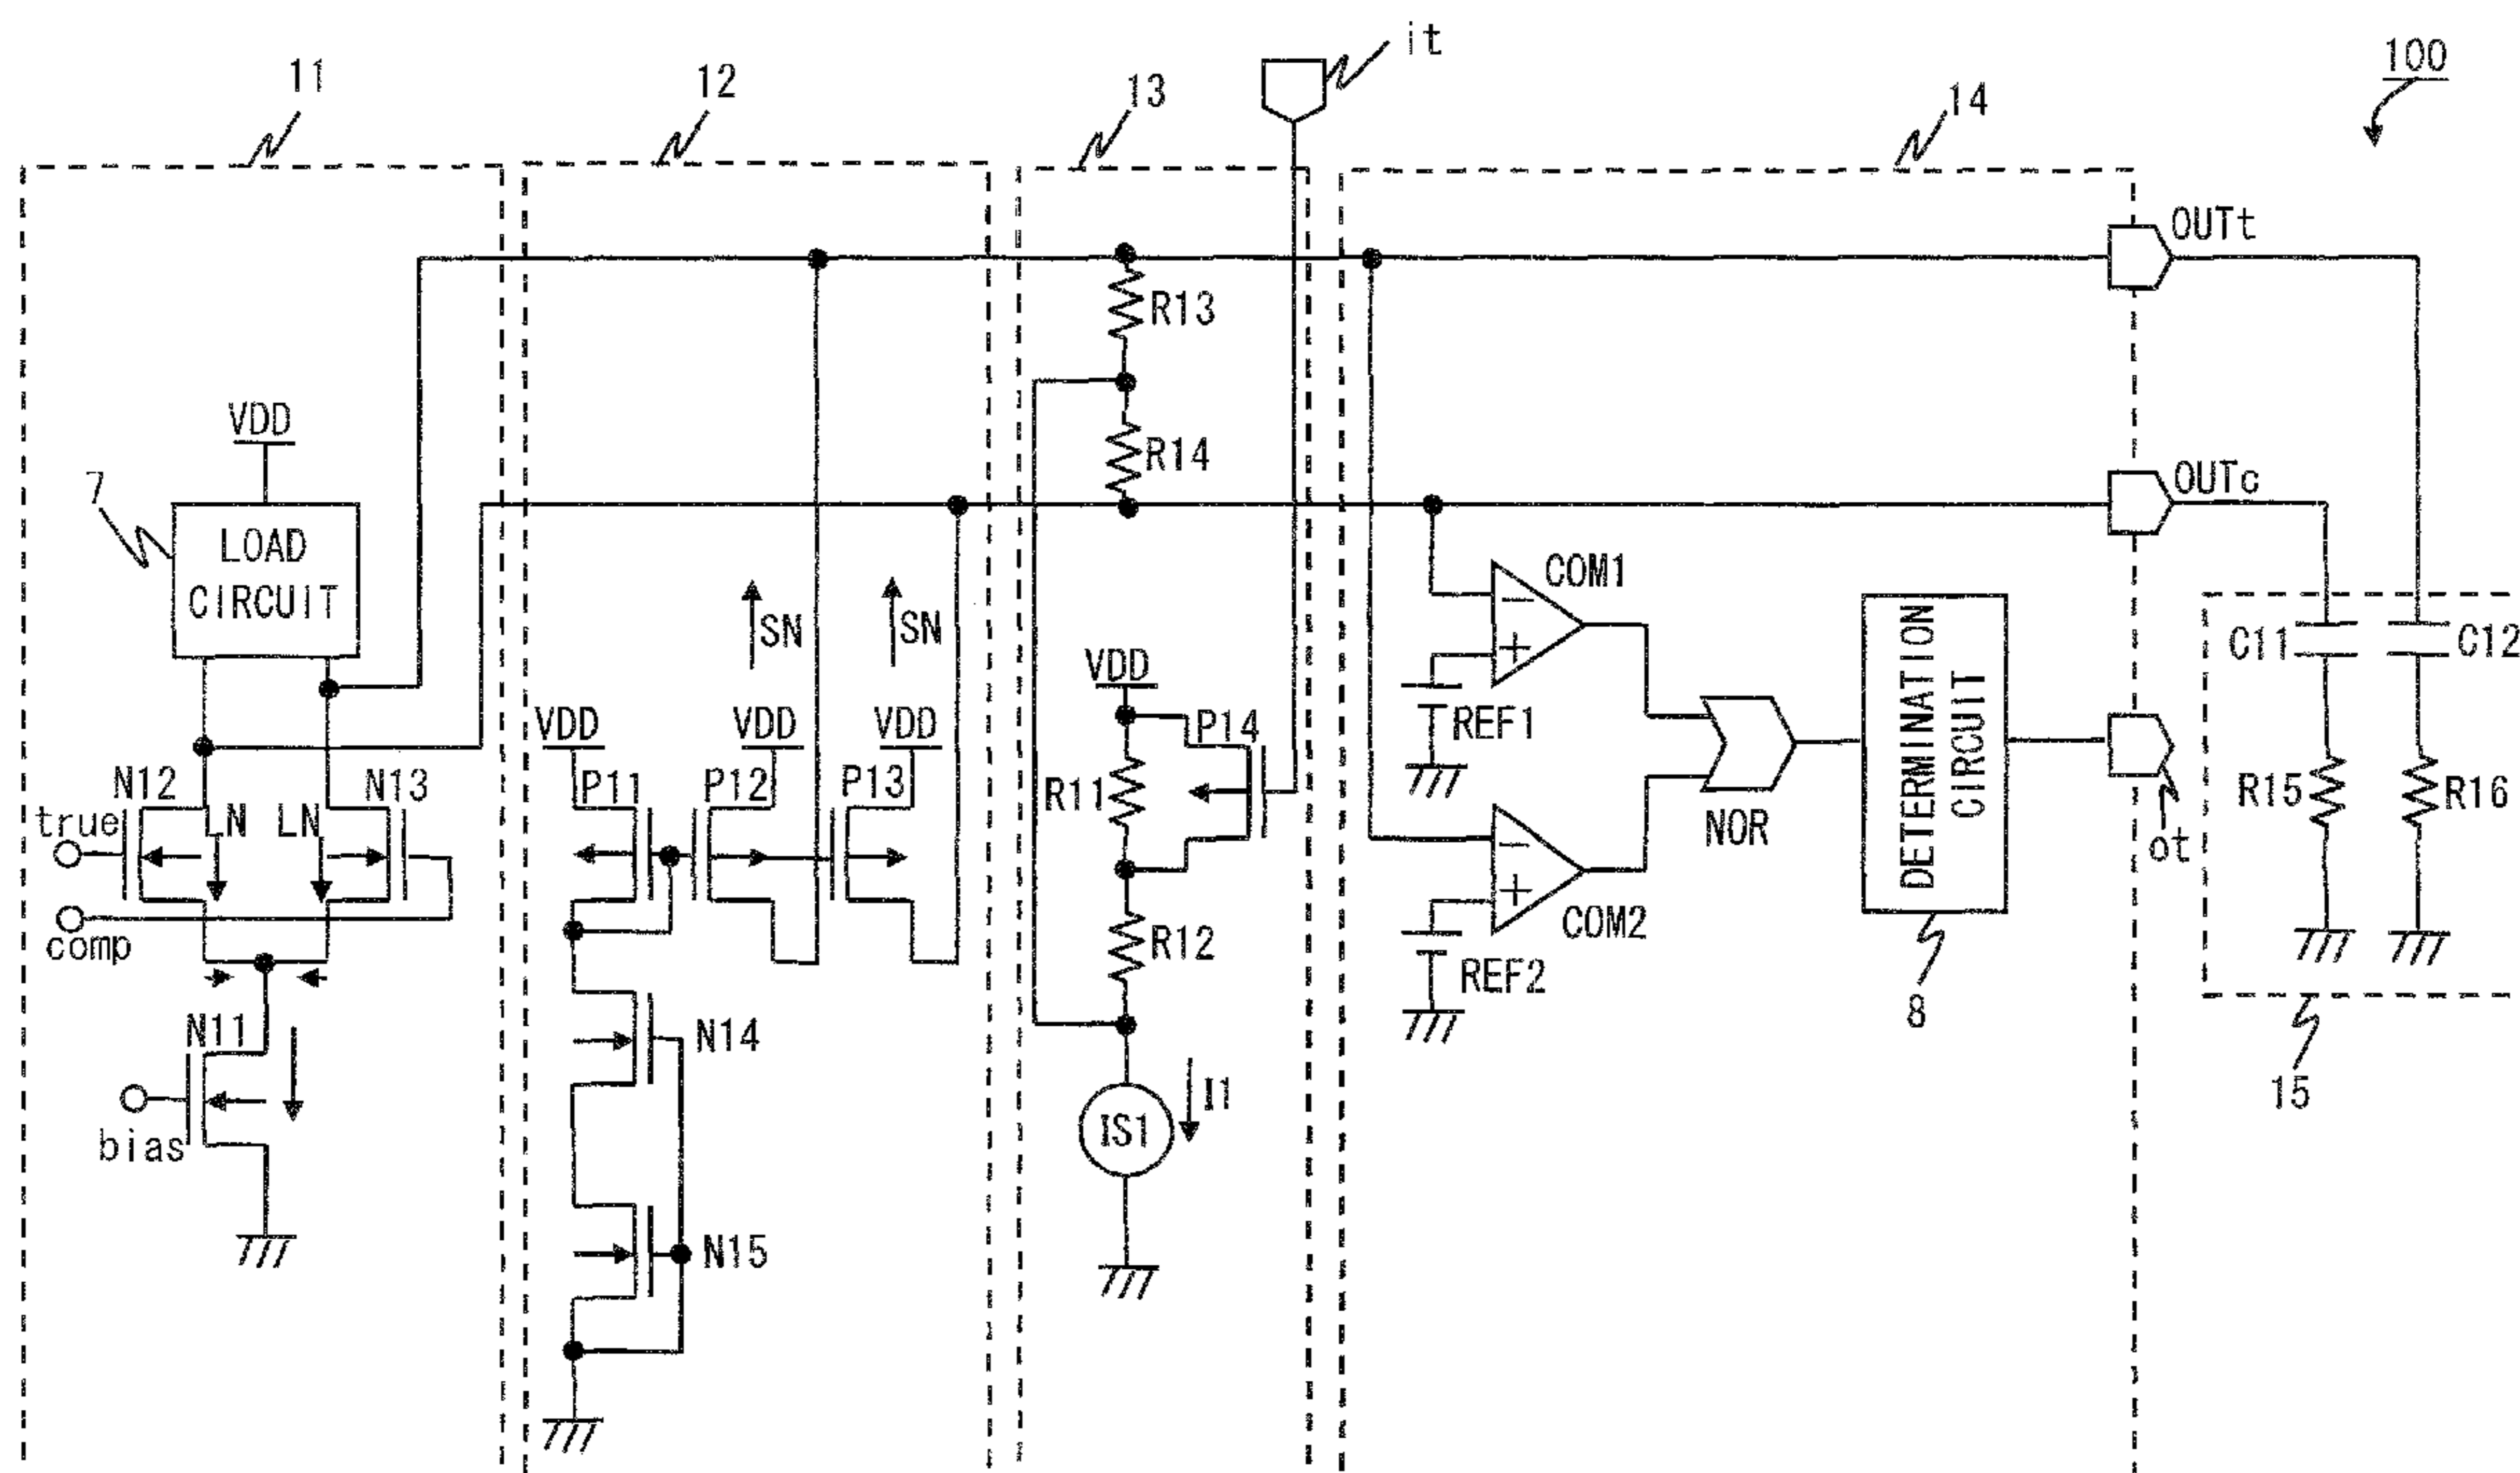 it
100
11
12
13
14
OUTt
R13
VDD
R14
7
OUTc
LOAD
CIRCUIT
COM1
SN
SN
C11
C12
VDD
DETERMINATION
CIRCUIT
VDD
VDD
VDD
P14
REF1
N12
N13
P11
P12
P13
R11
R15
R16
true
LN
LN
NOR
ot
comp
R12
COM2
REF2
8
N11
N14
I1
15
IS1
bias
N15